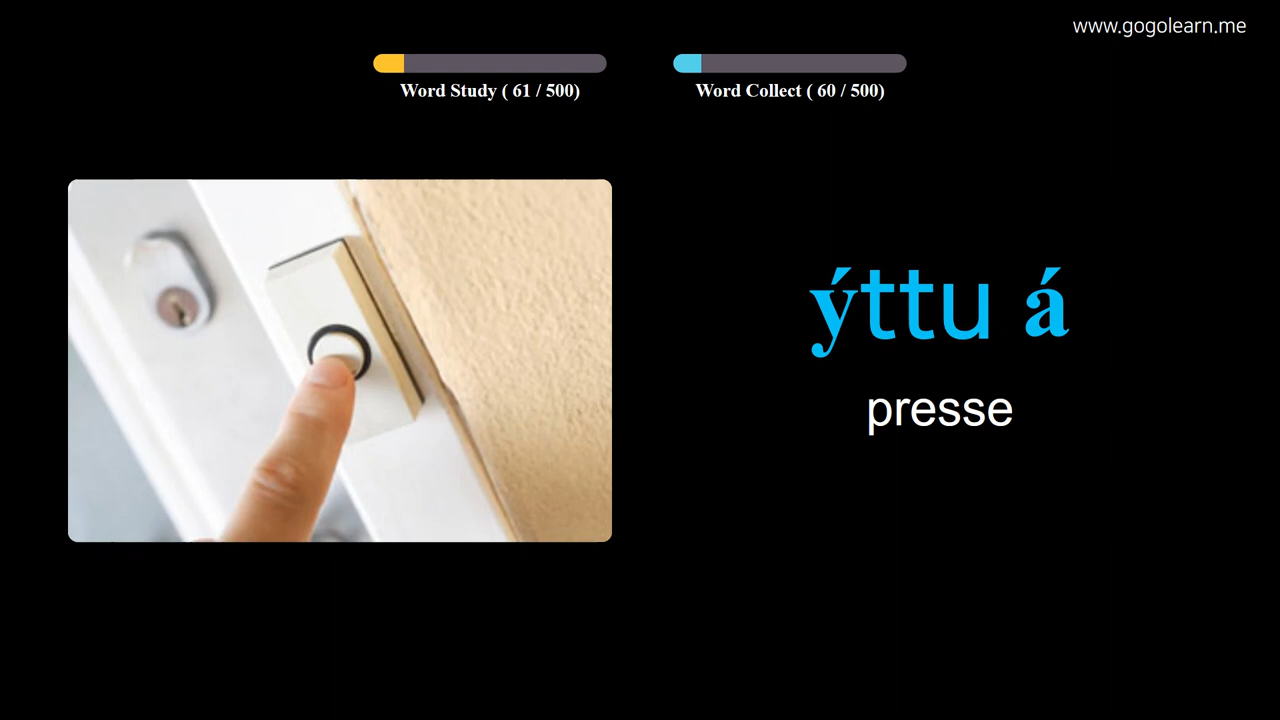 www.gogolearn.me
Word Study ( 61 / 500)
Word Collect ( 60 / 500)
ýttu á
presse